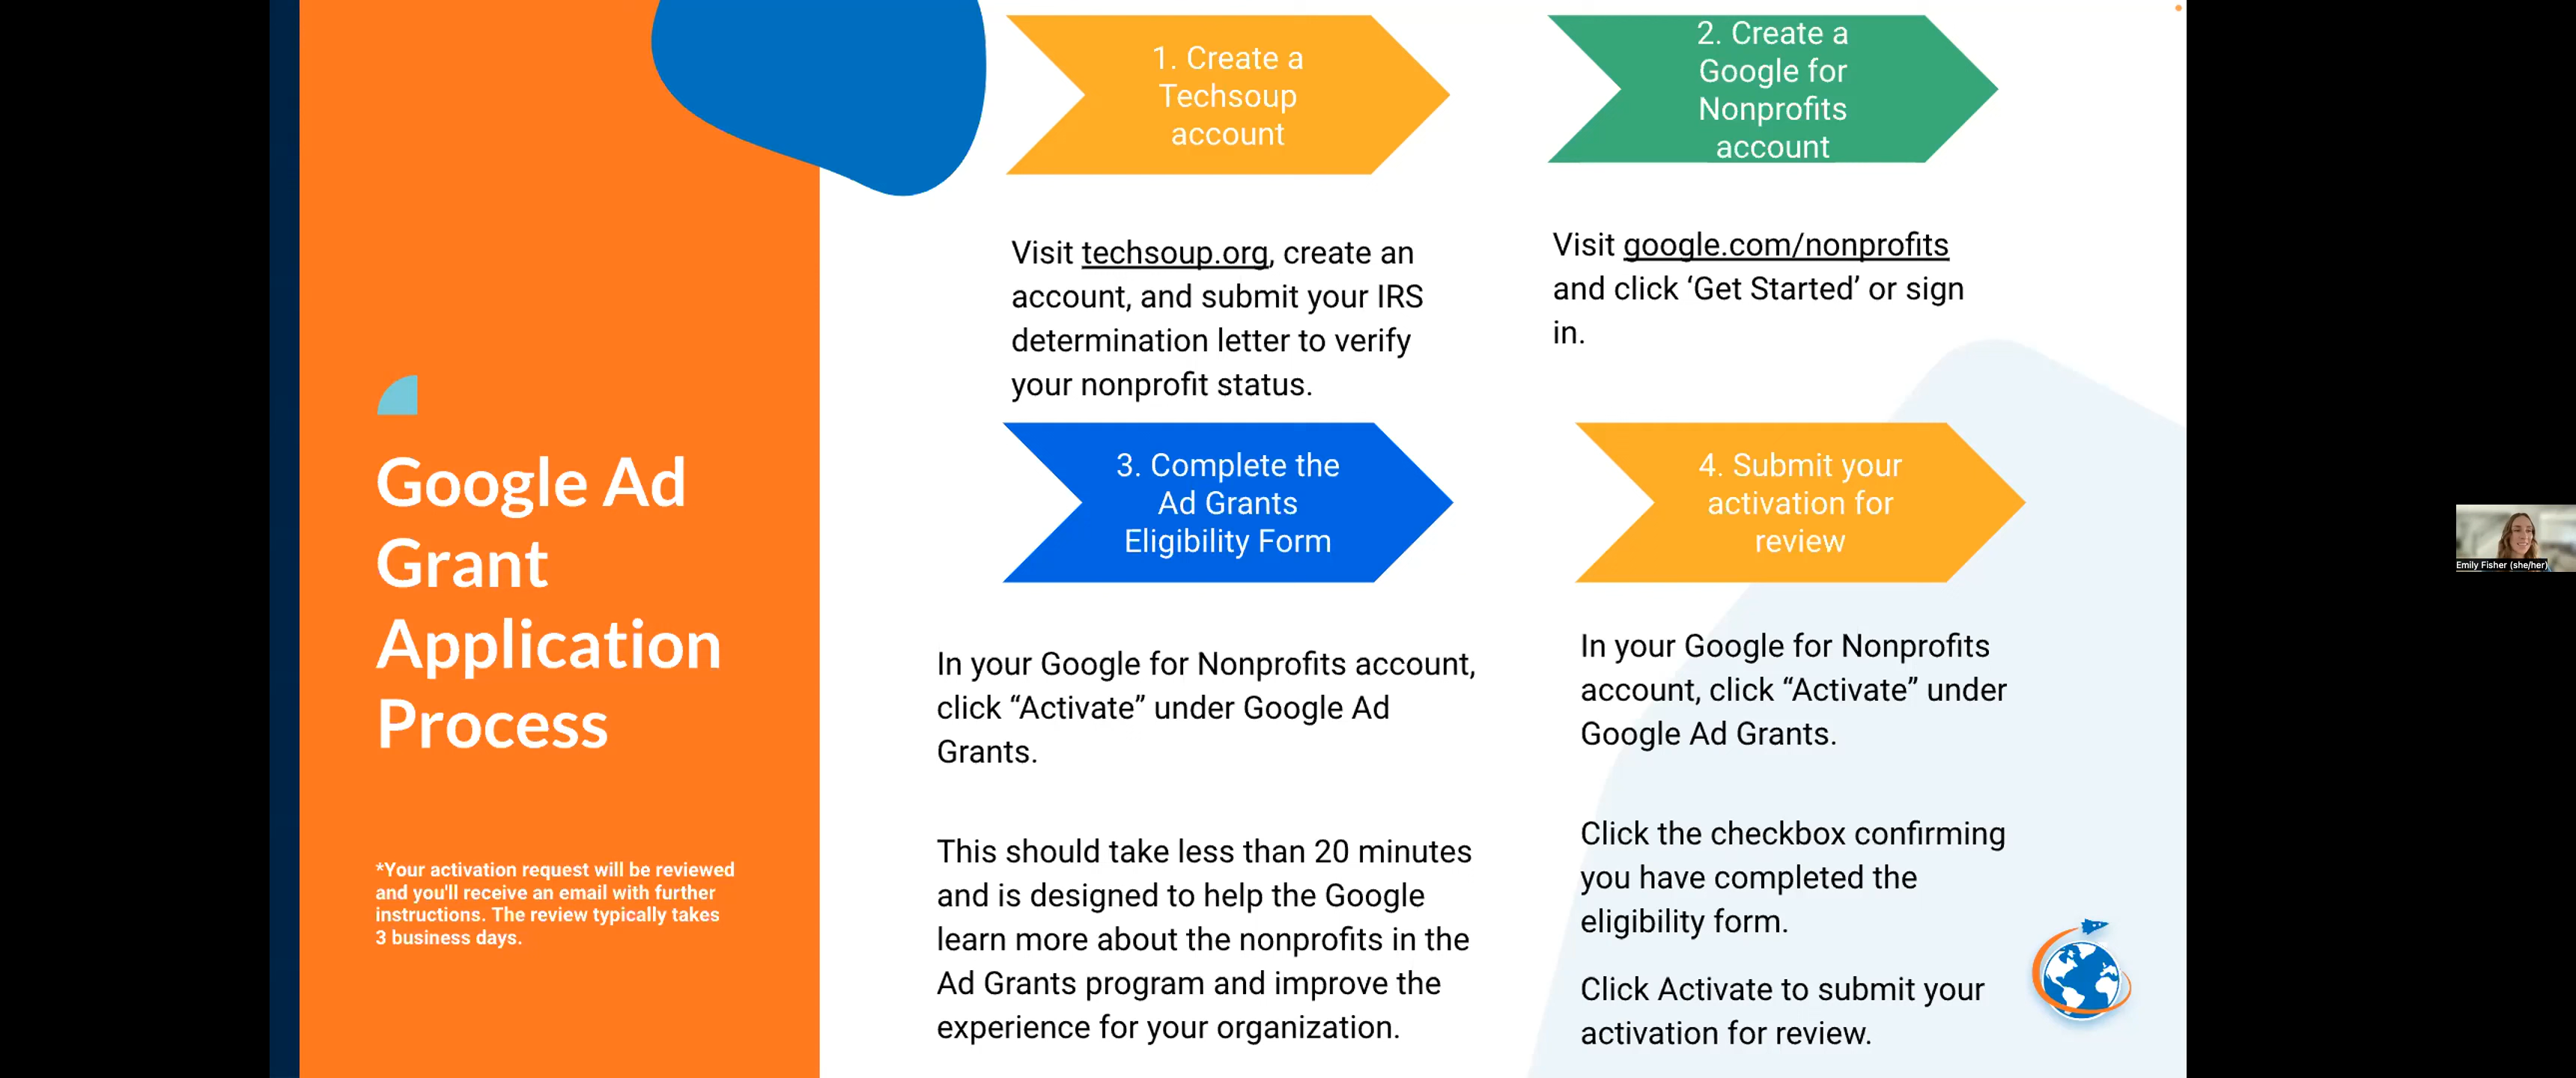 Google Ad
Grant
Application
Process
*Your activation request will be reviewed
and you'll receive an email with further
instructions. The review typically takes
3 business days.
1. Create a
Techsoup
account
Visit techsoup.org, create an
account, and submit your IRS
determination letter to verify
your nonprofit status.
2. Create a
Google for
Nonprofits
account
Visit google.com/nonprofits
and click ‘Get Started’ or sign
in.
3. Complete the
Ad Grants
Eligibility Form
In your Google for Nonprofits account,
click “Activate” under Google Ad
Grants.
This should take less than 20 minutes
and is designed to help the Google
learn more about the nonprofits in the
Ad Grants program and improve the
experience for your organization.
4. Submit your
activation for
review
In your Google for Nonprofits
account, click “Activate” under
Google Ad Grants.
Click the checkbox confirming
you have completed the
eligibility form.
Click Activate to submit your
activation for review.
Emily Fisher (she/her)